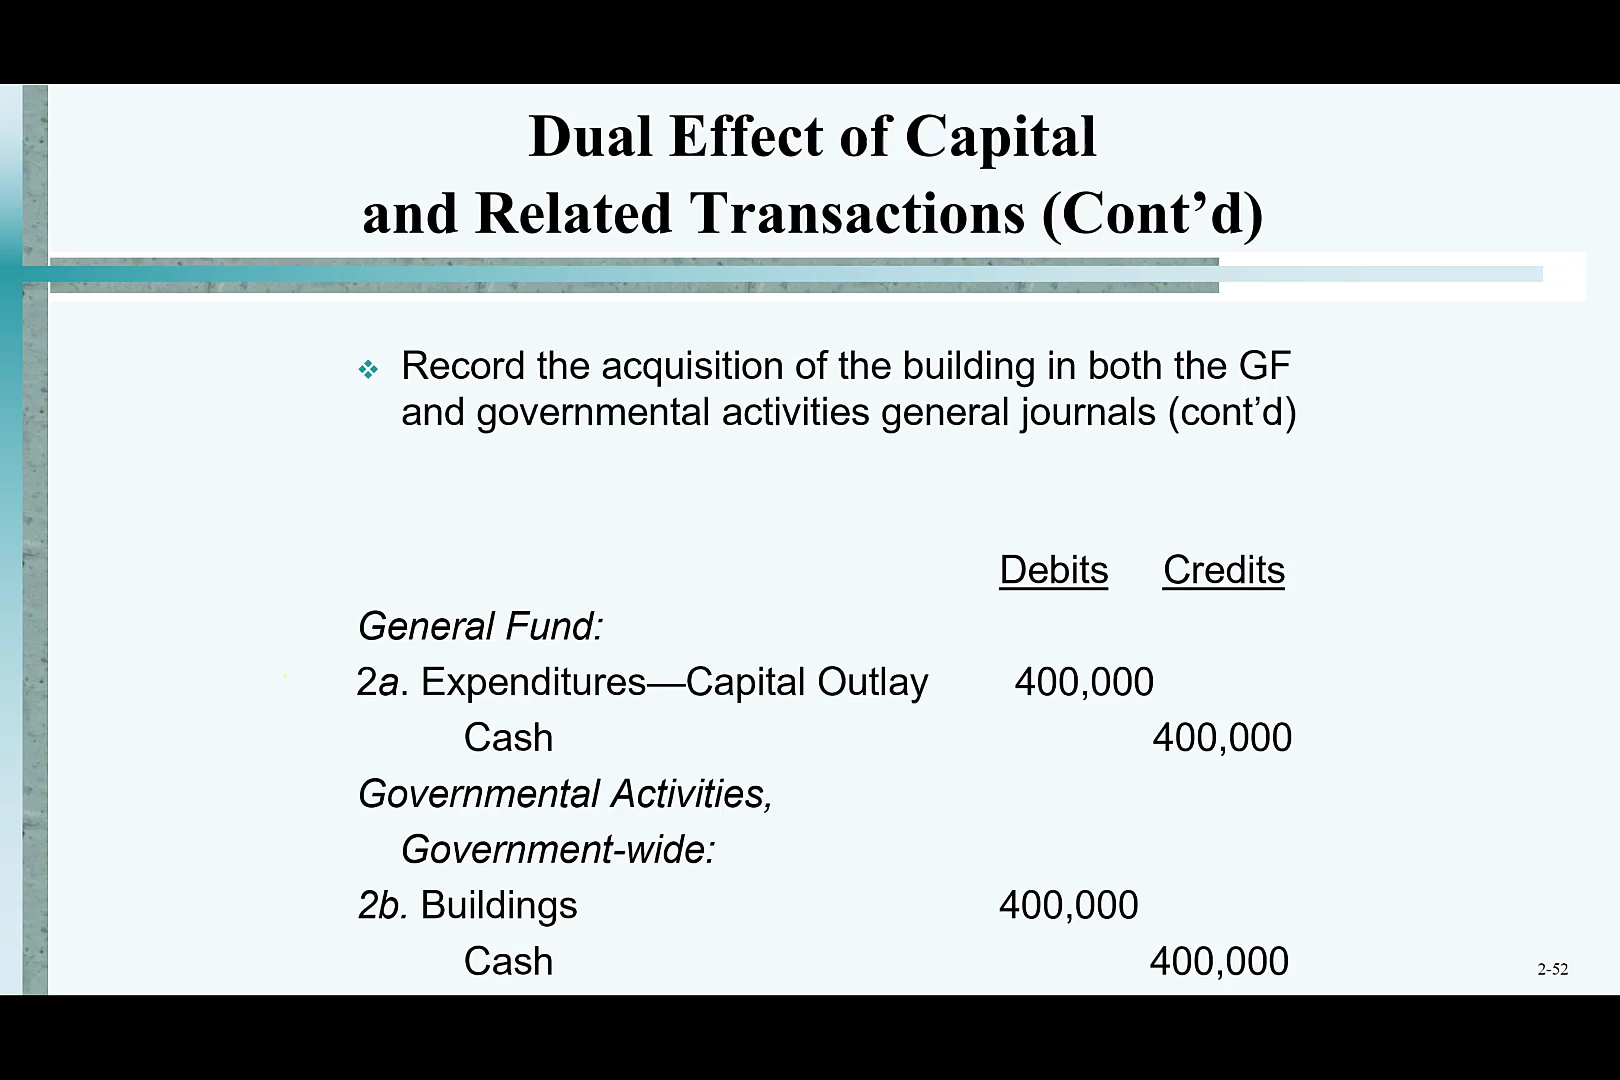 Dual Effect of Capital
and Related Transactions (Cont’d)
❖ Record the acquisition of the building in both the GF
and governmental activities general journals (cont’d)
Debits Credits
General Fund:
2a. Expenditures—Capital Outlay 400,000
Cash 400,000
Governmental Activities,
Government-wide:
2b. Buildings 400,000
Cash 400,000
2-52